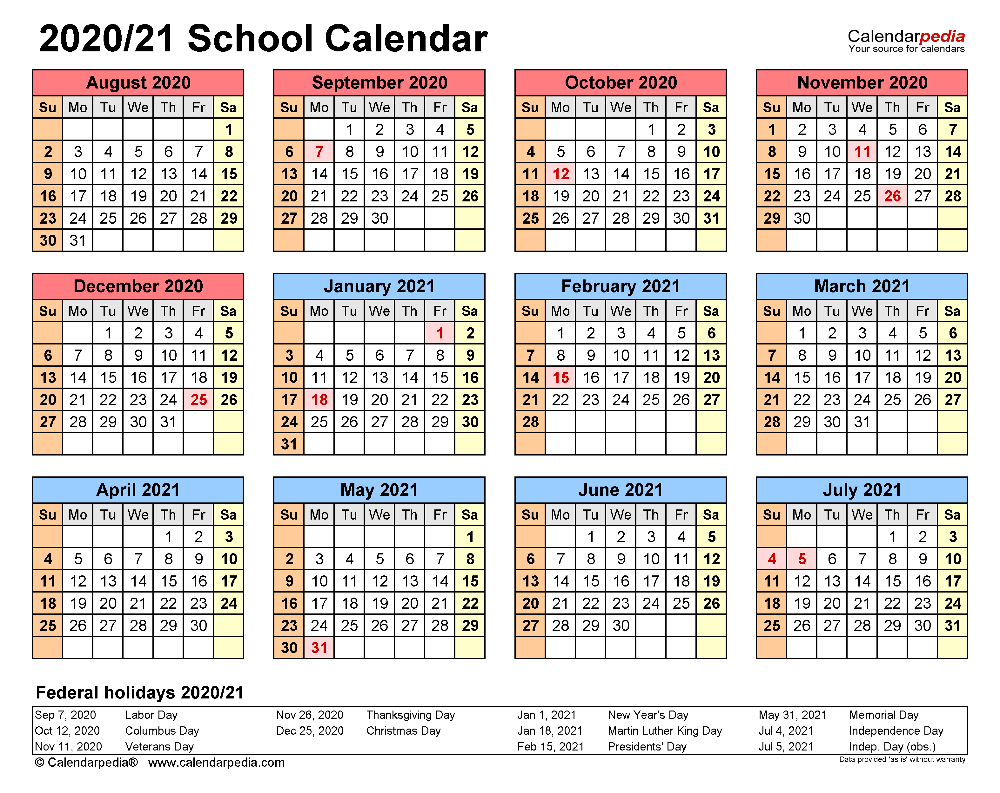 2020/21 School Calendar
Calendarpedia
Your source for calendars
August 2020
Su Mo Tu We Th Fr Sa
1
2 3 4 5 6 7 8
9 10 11 12 13 14 15
16 17 18 19 20 21 22
23 24 25 26 27 28 29
30 31
September 2020
Su Mo Tu We Th Fr Sa
1 2 3 4 5
6 7 8 9 10 11 12
13 14 15 16 17 18 19
20 21 22 23 24 25 26
27 28 29 30
October 2020
Su Mo Tu We Th Fr Sa
1 2 3
4 5 6 7 8 9 10
11 12 13 14 15 16 17
18 19 20 21 22 23 24
25 26 27 28 29 30 31
November 2020
Su Mo Tu We Th Fr Sa
1 2 3 4 5 6 7
8 9 10 11 12 13 14
15 16 17 18 19 20 21
22 23 24 25 26 27 28
29 30
December 2020
Su Mo Tu We Th Fr Sa
1 2 3 4 5
6 7 8 9 10 11 12
13 14 15 16 17 18 19
20 21 22 23 24 25 26
27 28 29 30 31
January 2021
Su Mo Tu We Th Fr Sa
1 2
3 4 5 6 7 8 9
10 11 12 13 14 15 16
17 18 19 20 21 22 23
24 25 26 27 28 29 30
31
February 2021
Su Mo Tu We Th Fr Sa
1 2 3 4 5 6
7 8 9 10 11 12 13
14 15 16 17 18 19 20
21 22 23 24 25 26 27
28
March 2021
Su Mo Tu We Th Fr Sa
1 2 3 4 5 6
7 8 9 10 11 12 13
14 15 16 17 18 19 20
21 22 23 24 25 26 27
28 29 30 31
April 2021
Su Mo Tu We Th Fr Sa
1 2 3
4 5 6 7 8 9 10
11 12 13 14 15 16 17
18 19 20 21 22 23 24
25 26 27 28 29 30
May 2021
Su Mo Tu We Th Fr Sa
1
2 3 4 5 6 7 8
9 10 11 12 13 14 15
16 17 18 19 20 21 22
23 24 25 26 27 28 29
30 31
June 2021
Su Mo Tu We Th Fr Sa
1 2 3 4 5
6 7 8 9 10 11 12
13 14 15 16 17 18 19
20 21 22 23 24 25 26
27 28 29 30
July 2021
Su Mo Tu We Th Fr Sa
1 2 3
4 5 6 7 8 9 10
11 12 13 14 15 16 17
18 19 20 21 22 23 24
25 26 27 28 29 30 31
Federal holidays 2020/21
Sep 7, 2020 Labor Day Nov 26, 2020 Thanksgiving Day Jan 1, 2021 New Year's Day May 31, 2021 Memorial Day
Oct 12, 2020 Columbus Day Dec 25, 2020 Christmas Day Jan 18, 2021 Martin Luther King Day Jul 4, 2021 Independence Day
Nov 11, 2020 Veterans Day Feb 15, 2021 Presidents' Day Jul 5, 2021 Indep. Day (obs.)
© Calendarpedia® www.calendarpedia.com Data provided 'as is' without warranty